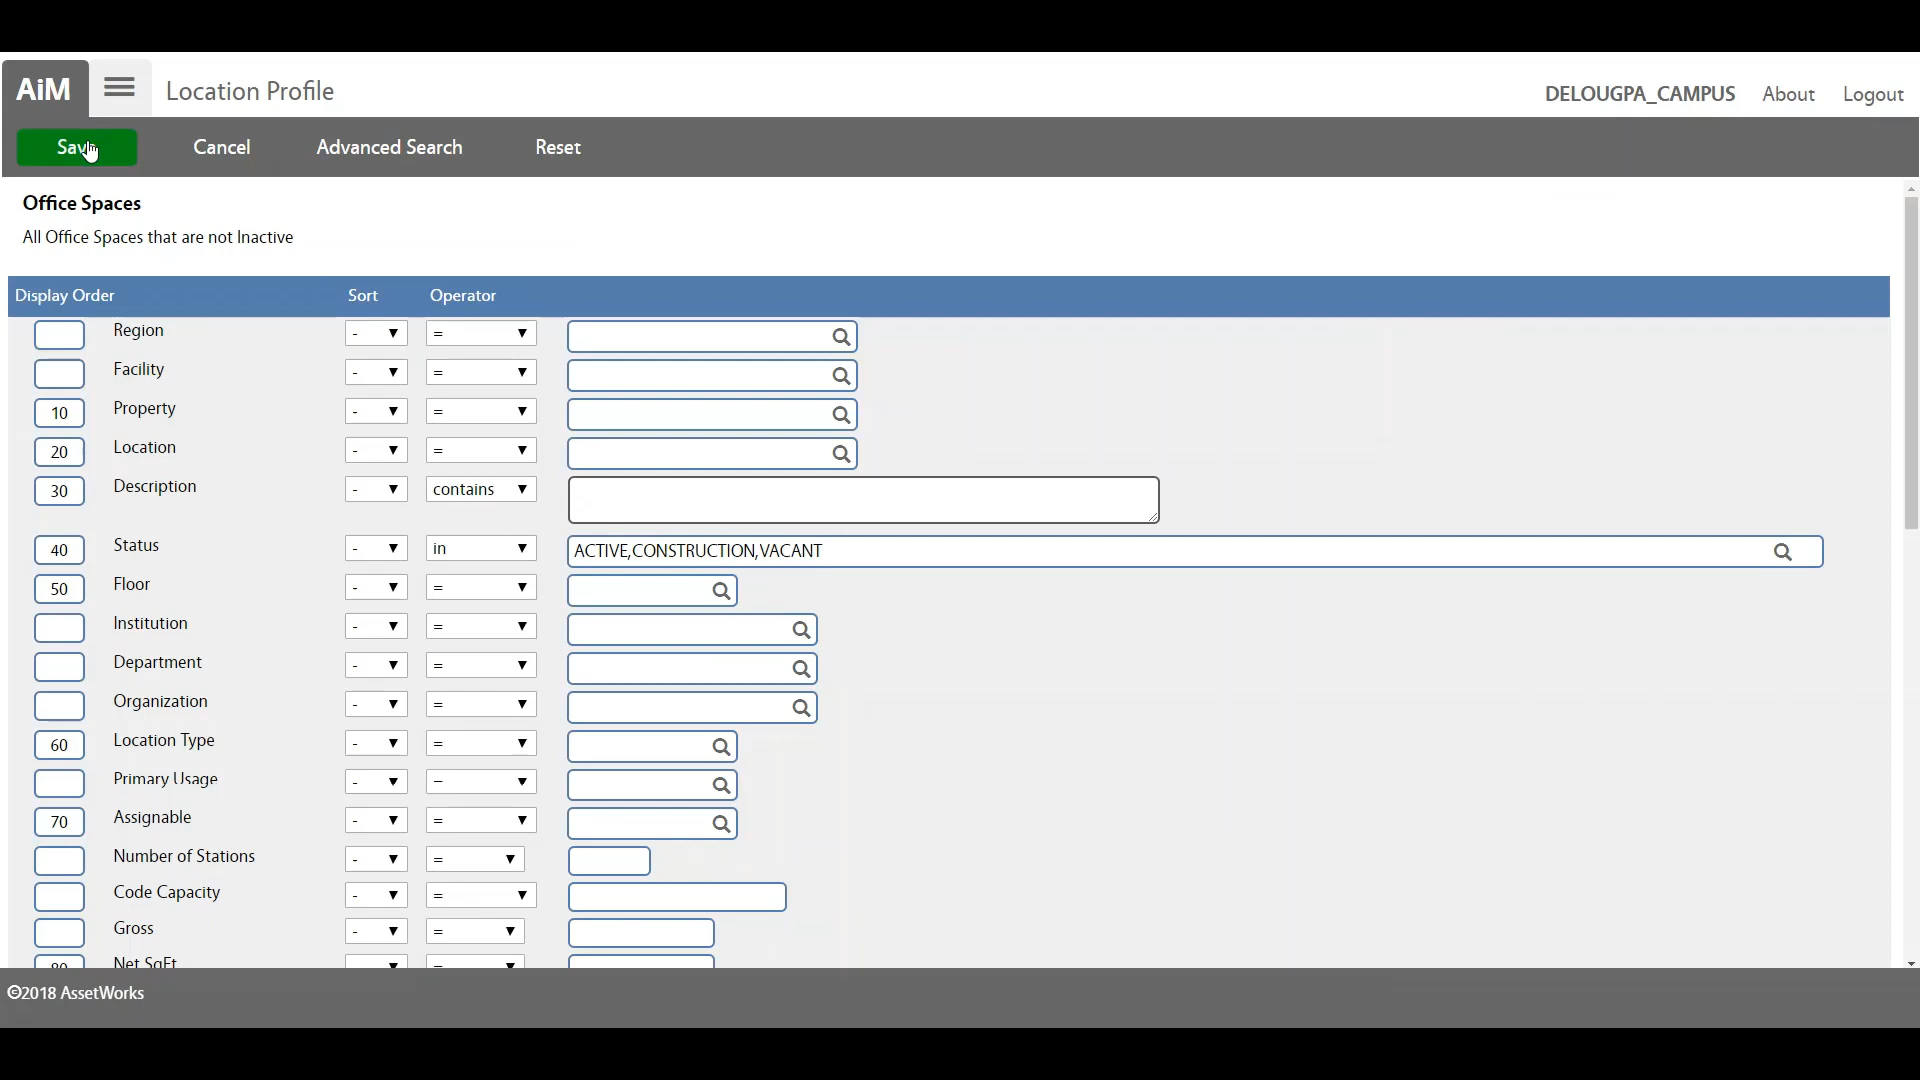 AiM Location Profile DELOUGPA_CAMPUS About Logout
Save Cancel Advanced Search Reset
Office Spaces
All Office Spaces that are not Inactive
Display Order Sort Operator
Region - =
Facility - =
10 Property - =
20 Location - =
30 Description - contains
40 Status - in ACTIVE,CONSTRUCTION,VACANT
50 Floor - =
Institution - =
Department - =
Organization - =
60 Location Type - =
Primary Usage - =
70 Assignable - =
Number of Stations - =
Code Capacity - =
Gross - =
80 Net SqFt - =
©2018 AssetWorks